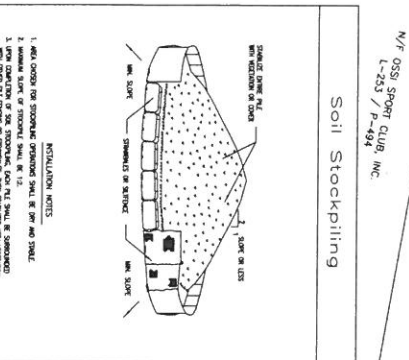 N/F OSSI SPORT CLUB, INC.
L-253 / P-494
Soil Stockpiling
STABILIZE ENTIRE PILE
WITH VEGETATION OR COVER
2
1
SLOPE OR LESS
MIN. SLOPE
STRAWBALES OR SILTFENCE
MIN. SLOPE
INSTALLATION NOTES
1. AREA CHOSEN FOR STOCKPILING OPERATIONS SHALL BE DRY AND STABLE.
2. MAXIMUM SLOPE OF STOCKPILE SHALL BE 1:2.
3. UPON COMPLETION OF SOIL STOCKPILING, EACH PILE SHALL BE SURROUNDED